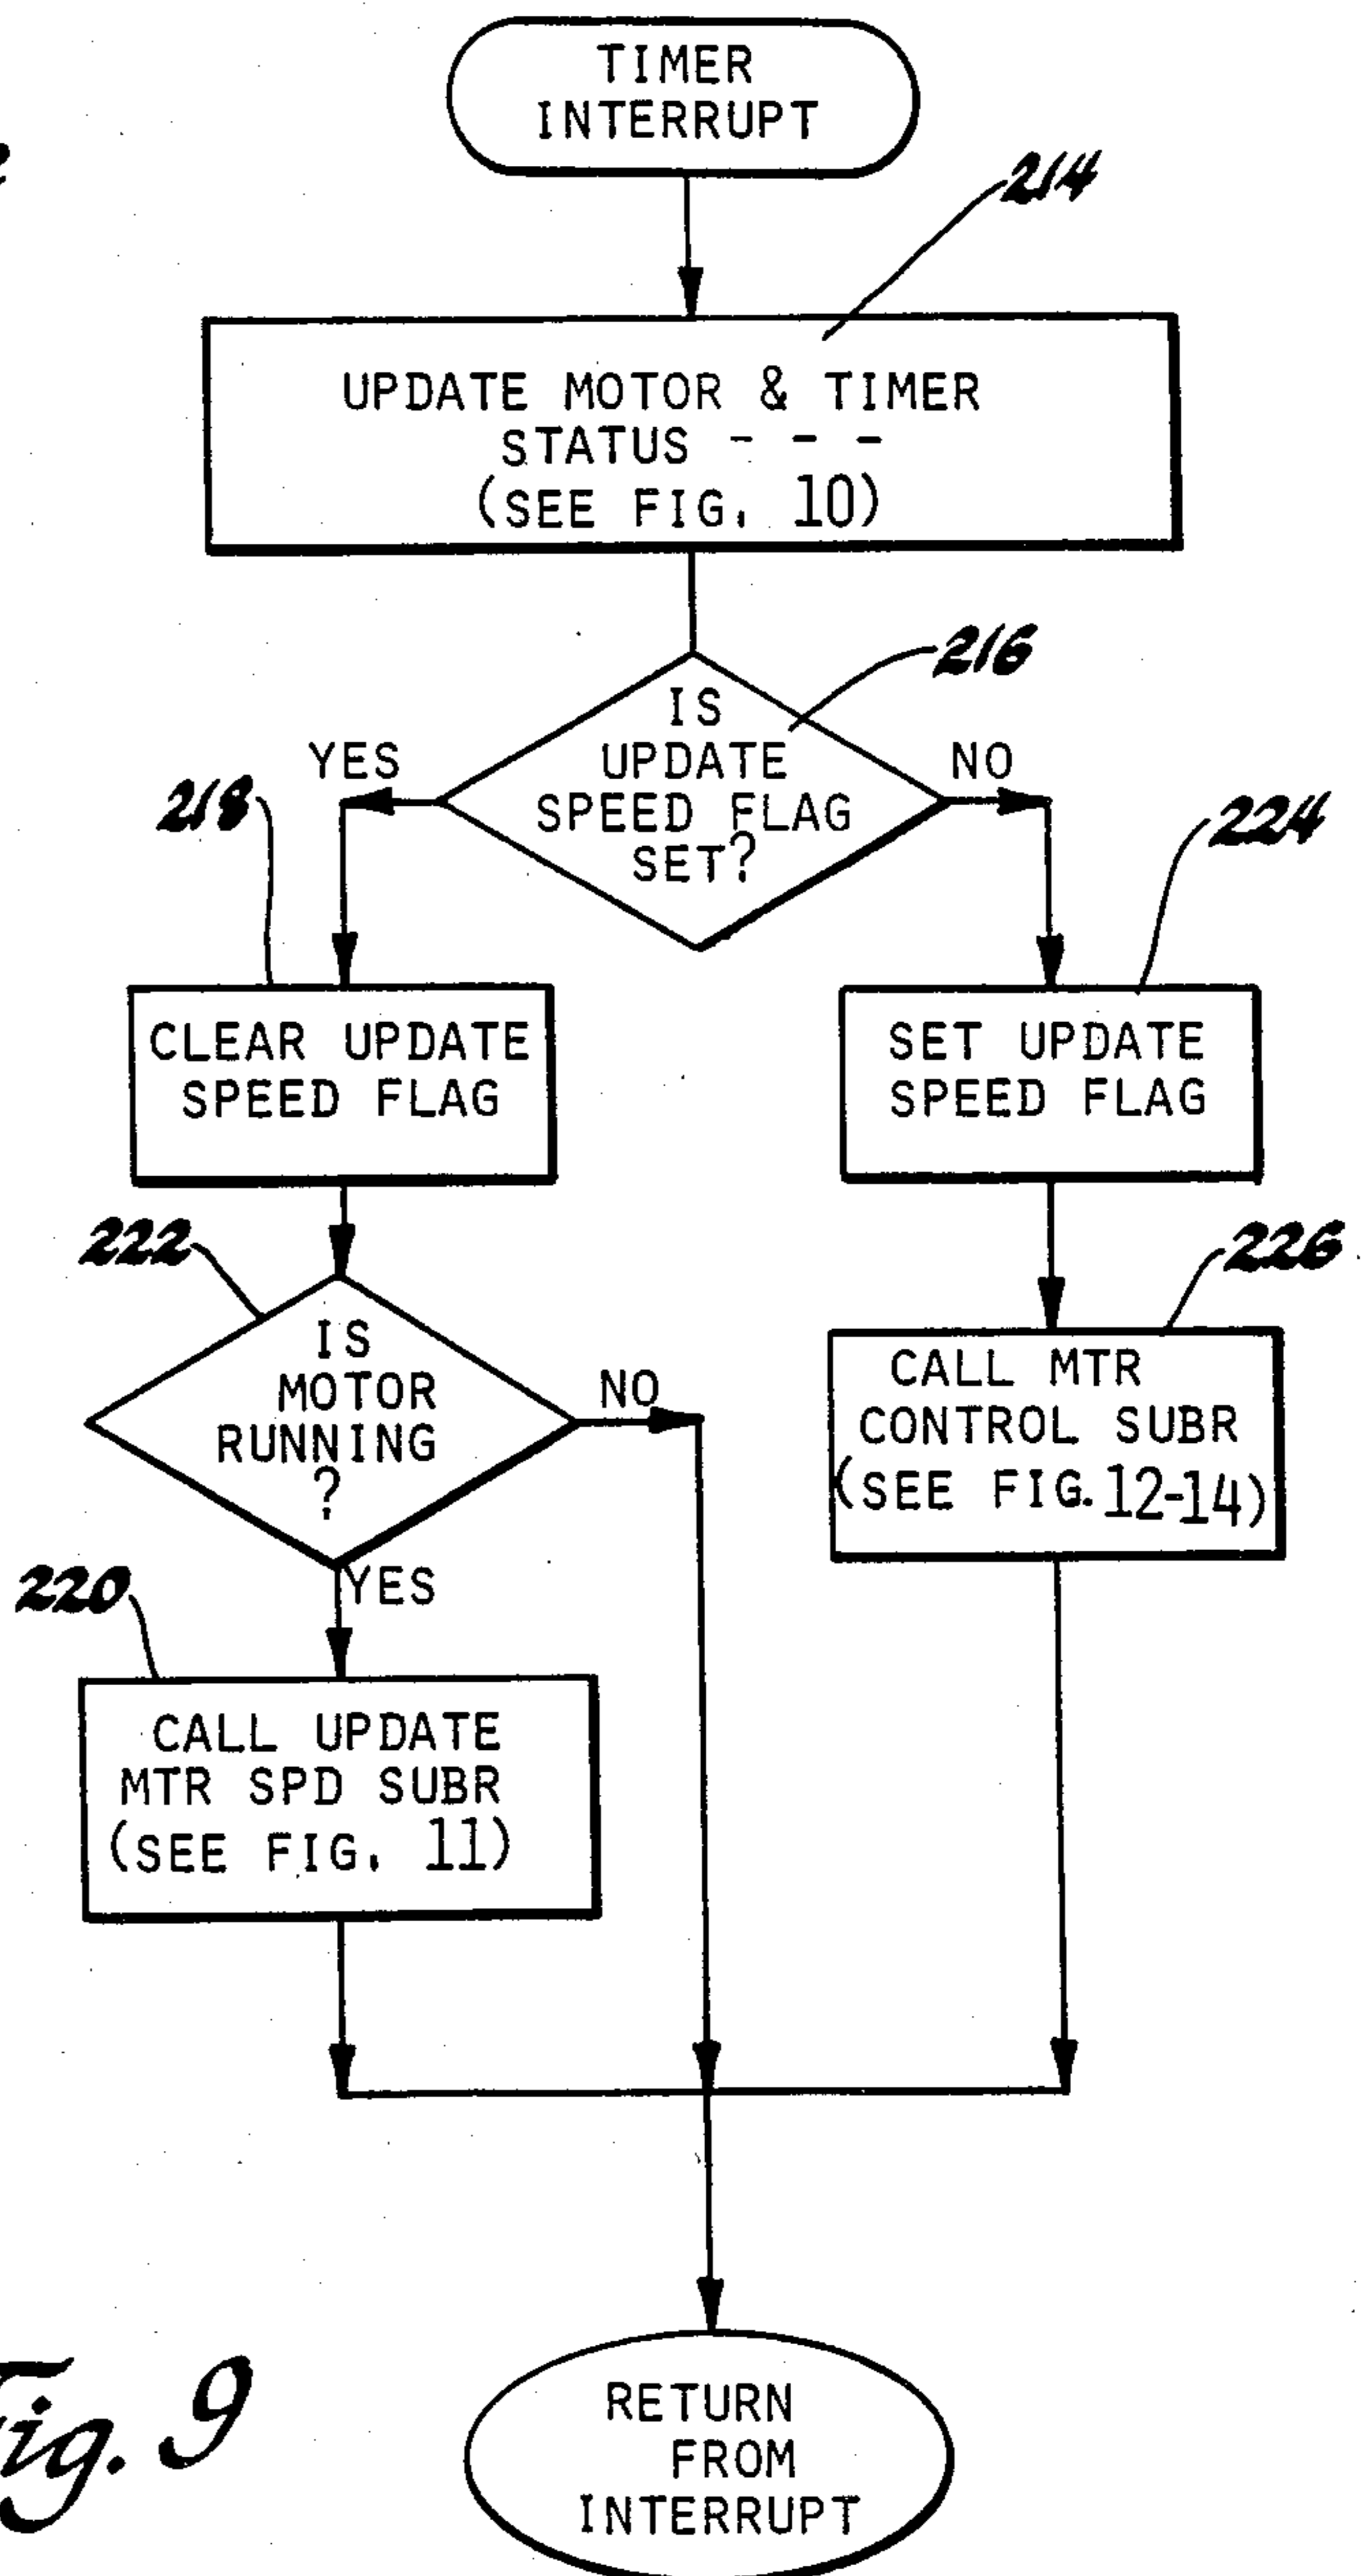 TIMER
INTERRUPT
214
UPDATE MOTOR & TIMER
STATUS - - -
(SEE FIG. 10)
216
IS
UPDATE
SPEED FLAG
SET?
YES
NO
218
224
CLEAR UPDATE
SPEED FLAG
SET UPDATE
SPEED FLAG
222
226
IS
MOTOR
RUNNING
?
NO
YES
CALL MTR
CONTROL SUBR
(SEE FIG. 12-14)
220
CALL UPDATE
MTR SPD SUBR
(SEE FIG. 11)
RETURN
FROM
INTERRUPT
Fig. 9